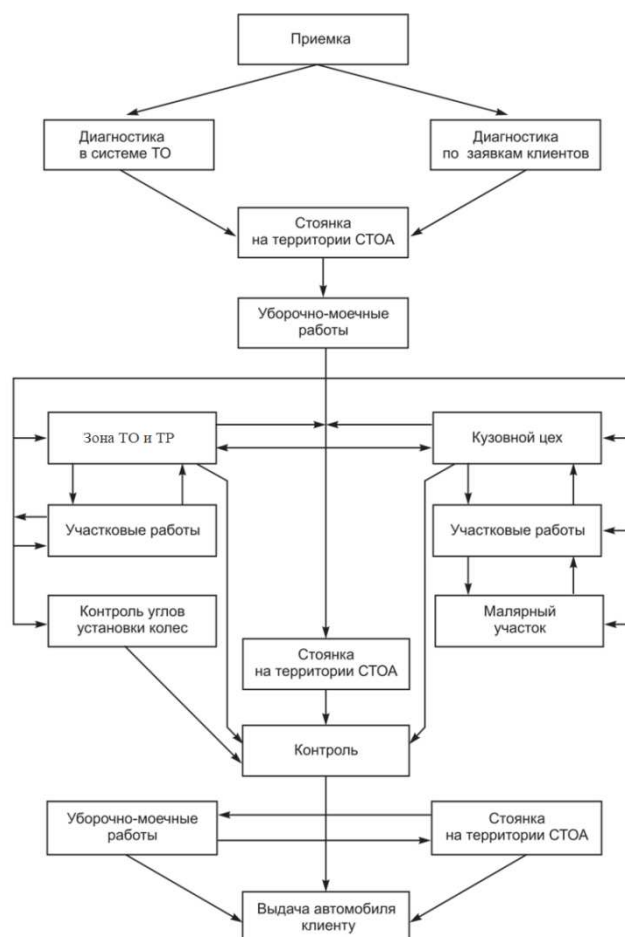 Приемка
Диагностика
в системе ТО
Диагностика
по заявкам клиентов
Стоянка
на территории СТОА
Уборочно-моечные
работы
Зона ТО и ТР
Кузовной цех
Участковые работы
Участковые работы
Контроль углов
установки колес
Малярный
участок
Стоянка
на территории СТОА
Контроль
Уборочно-моечные
работы
Стоянка
на территории СТОА
Выдача автомобиля
клиенту